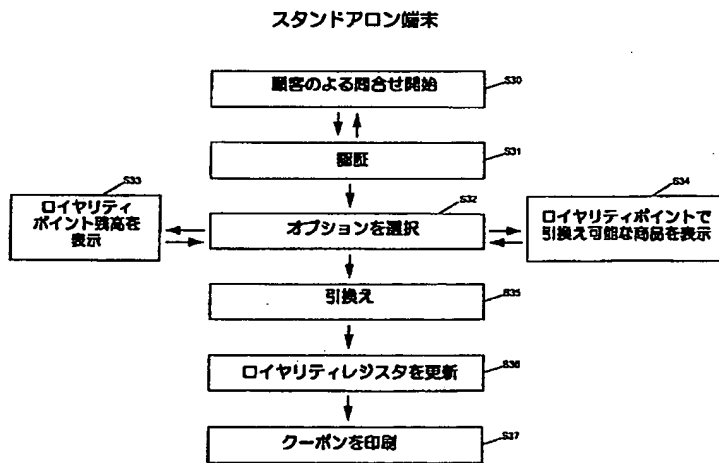 スタンドアロン端末
顧客のよる問合せ開始
S30
認証
S31
S33
S32
S34
ロイヤリティ
ポイント残高を
表示
オプションを選択
ロイヤリティポイントで
引換え可能な商品を表示
引換え
S35
ロイヤリティレジスタを更新
S36
クーポンを印刷
S37